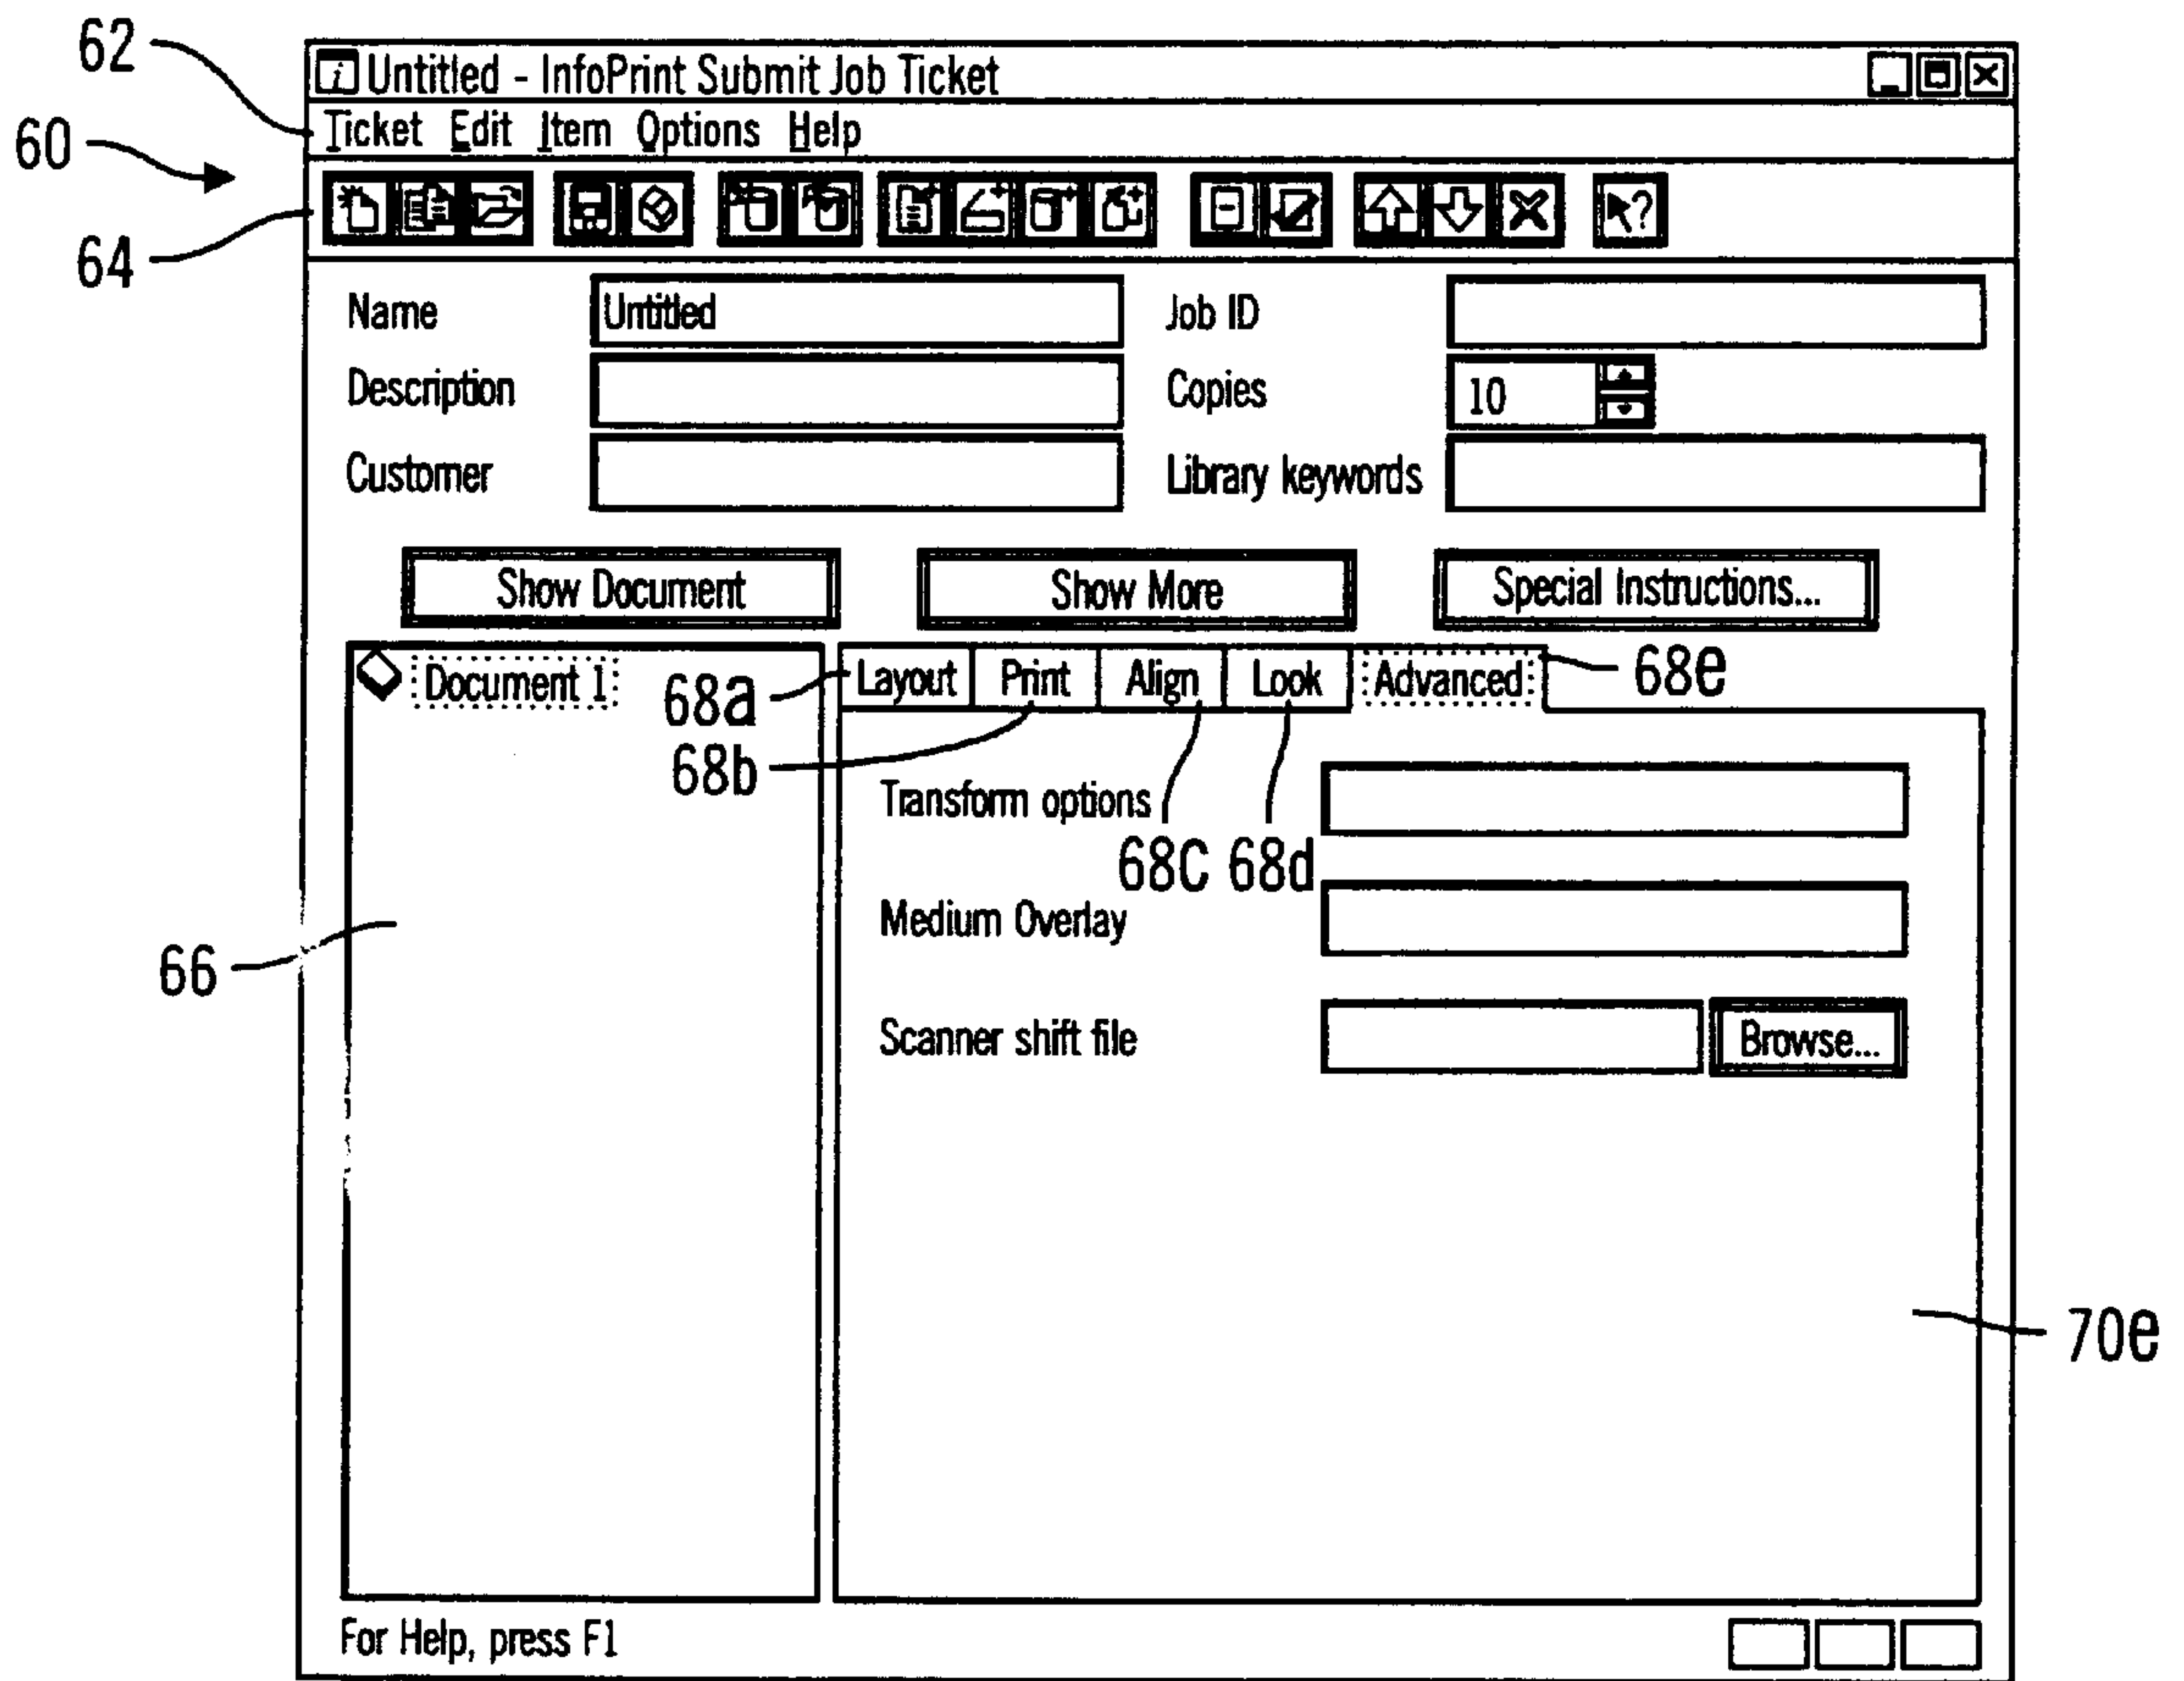 62
Untitled - InfoPrint Submit Job Ticket
Ticket Edit Item Options Help
60
64
Name Untitled Job ID
Description Copies 10
Customer Library keywords
Show Document Show More Special Instructions...
Document 1 Layout Print Align Look Advanced 68e
68a
68b
Transform options
68c 68d
Medium Overlay
66
Scanner shift file Browse...
70e
For Help, press F1